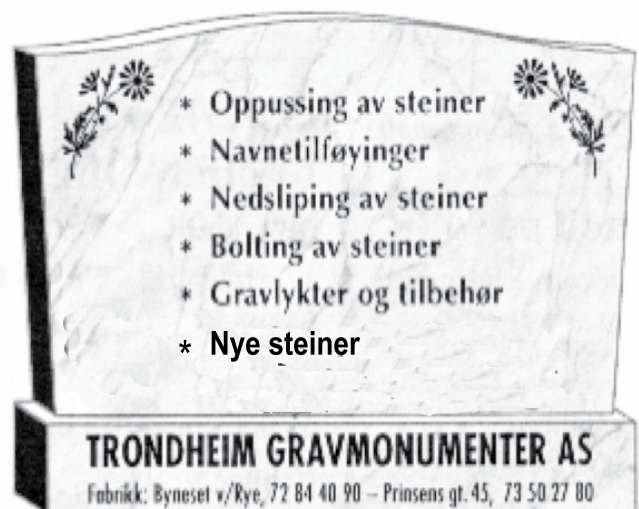 * Oppussing av steiner
* Navnetilføyinger
* Nedsliping av steiner
* Bolting av steiner
* Gravlykter og tilbehør
* Nye steiner
TRONDHEIM GRAVMONUMENTER AS
Fabrikk: Byneset v/Rye, 72 84 40 90 – Prinsens gt. 45, 73 50 27 80